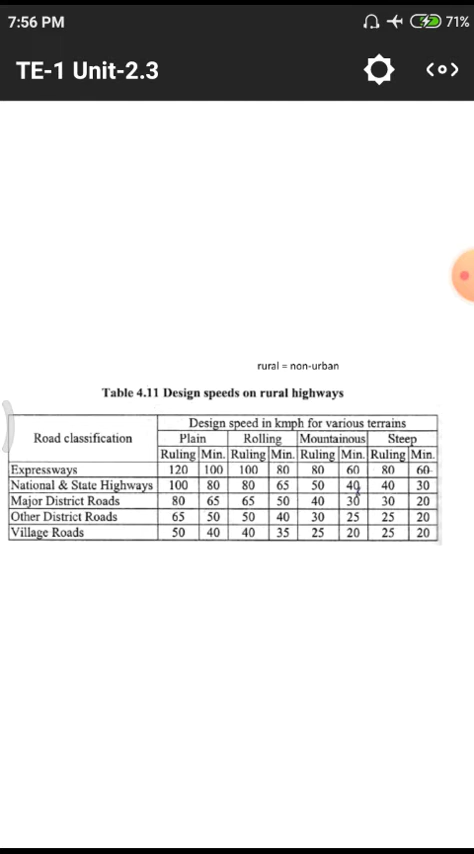 7:56 PM 71%
TE-1 Unit-2.3
rural = non-urban
Table 4.11 Design speeds on rural highways
Design speed in kmph for various terrains
Road classification Plain Rolling Mountainous Steep
Ruling Min. Ruling Min. Ruling Min. Ruling Min.
Expressways 120 100 100 80 80 60 80 60
National & State Highways 100 80 80 65 50 40 40 30
Major District Roads 80 65 65 50 40 30 30 20
Other District Roads 65 50 50 40 30 25 25 20
Village Roads 50 40 40 35 25 20 25 20